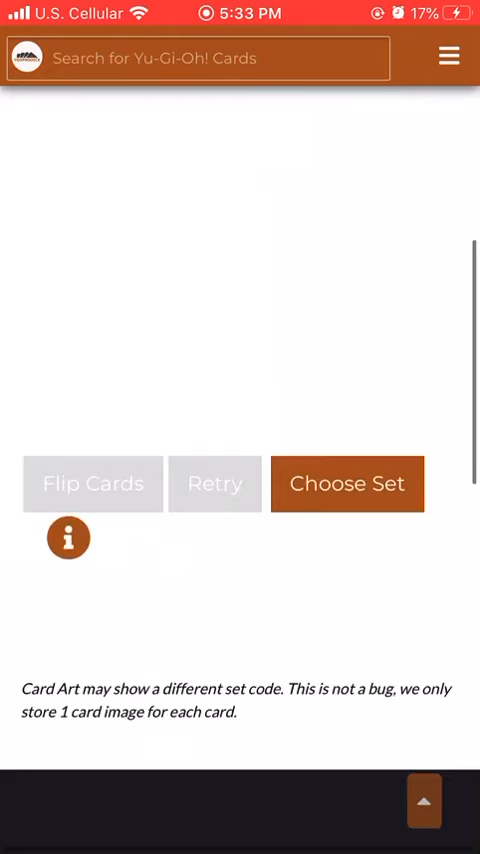 U.S. Cellular 5:33 PM 17%
YGOPRODECK Search for Yu-Gi-Oh! Cards
Flip Cards Retry Choose Set
Card Art may show a different set code. This is not a bug, we only
store 1 card image for each card.